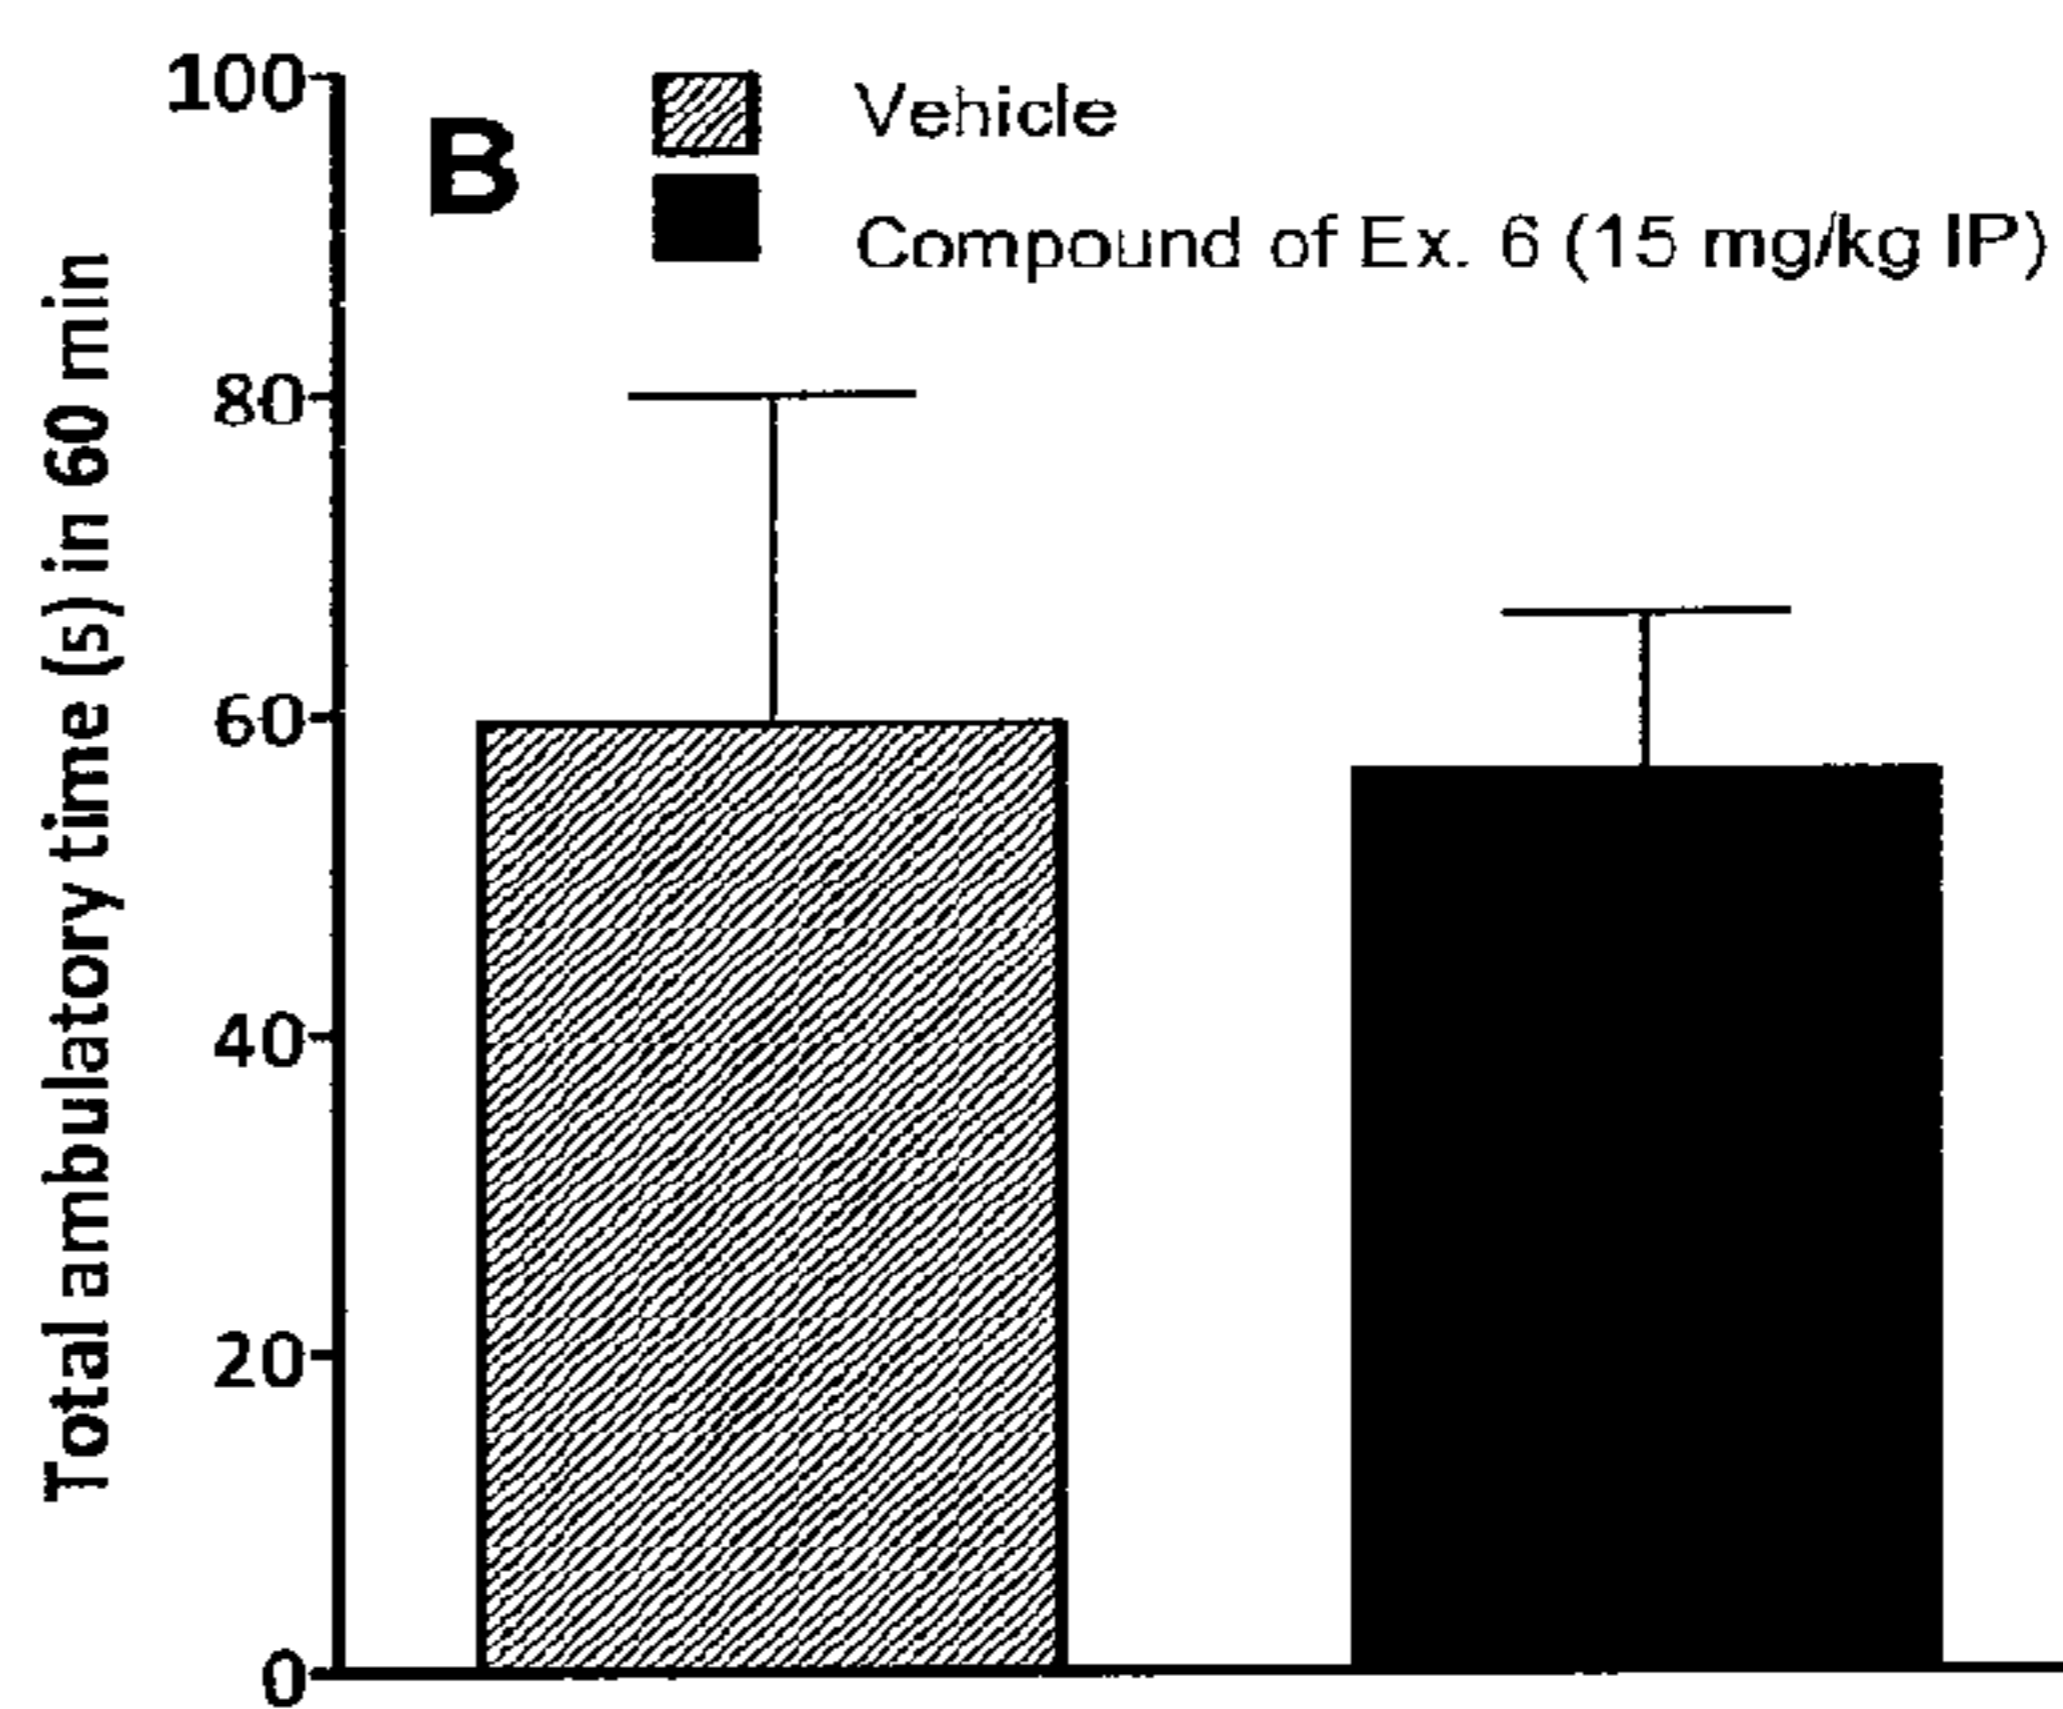 100
B
Vehicle
Compound of Ex. 6 (15 mg/kg IP)
80
60
40
20
0
Total ambulatory time (s) in 60 min